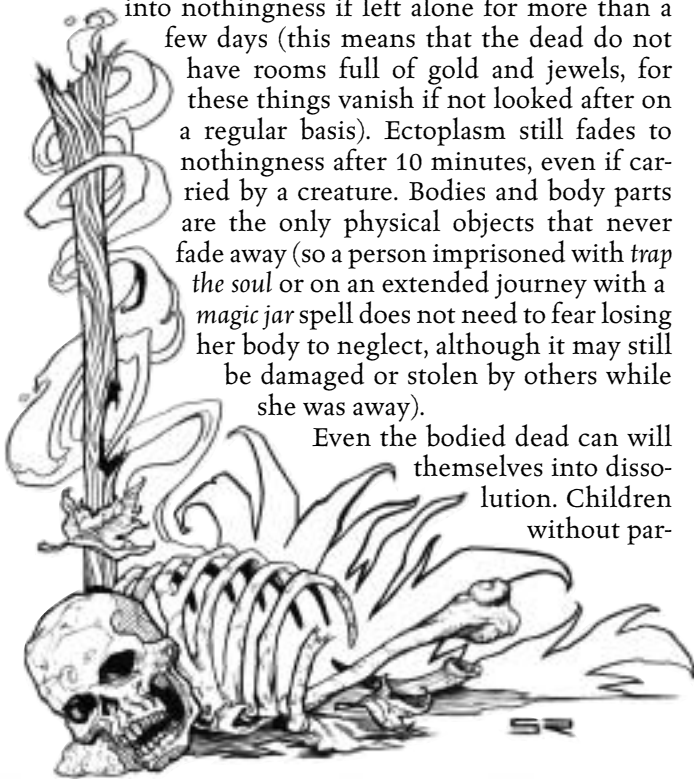 into nothingness if left alone for more than a
few days (this means that the dead do not
have rooms full of gold and jewels, for
these things vanish if not looked after on
a regular basis). Ectoplasm still fades to
nothingness after 10 minutes, even if car-
ried by a creature. Bodies and body parts
are the only physical objects that never
fade away (so a person imprisoned with trap
the soul or on an extended journey with a
magic jar spell does not need to fear losing
her body to neglect, although it may still
be damaged or stolen by others while
she was away).
Even the bodied dead can will
themselves into disso-
lution. Children
without par-
SR